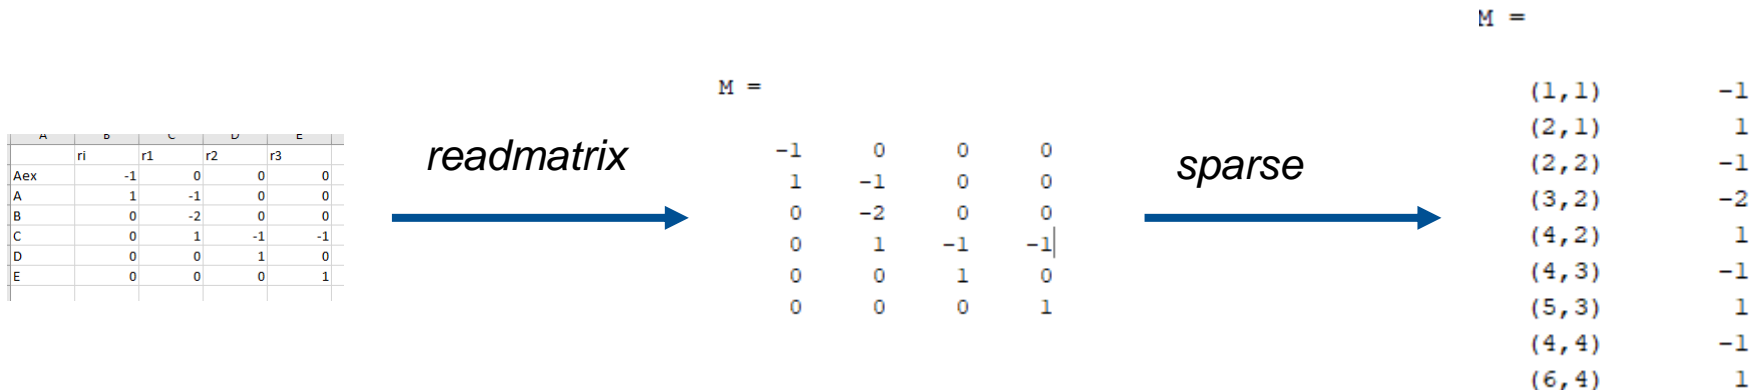 A B C D E
ri r1 r2 r3
Aex -1 0 0 0
A 1 -1 0 0
B 0 -2 0 0
C 0 1 -1 -1
D 0 0 1 0
E 0 0 0 1
readmatrix
M =
-1 0 0 0
1 -1 0 0
0 -2 0 0
0 1 -1 -1
0 0 1 0
0 0 0 1
sparse
M =
(1,1) -1
(2,1) 1
(2,2) -1
(3,2) -2
(4,2) 1
(4,3) -1
(5,3) 1
(4,4) -1
(6,4) 1